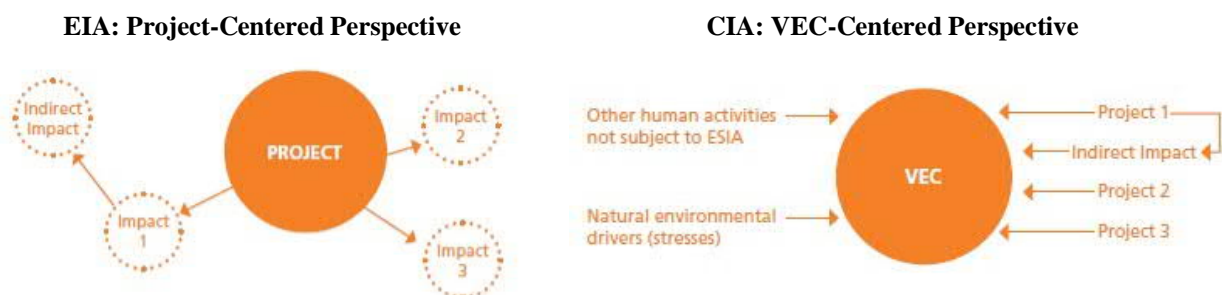 EIA: Project-Centered Perspective
CIA: VEC-Centered Perspective
Indirect
Impact
PROJECT
Impact
2
Impact
1
Impact
3
Other human activities
not subject to ESIA
Natural environmental
drivers (stresses)
VEC
Project 1
Indirect Impact
Project 2
Project 3